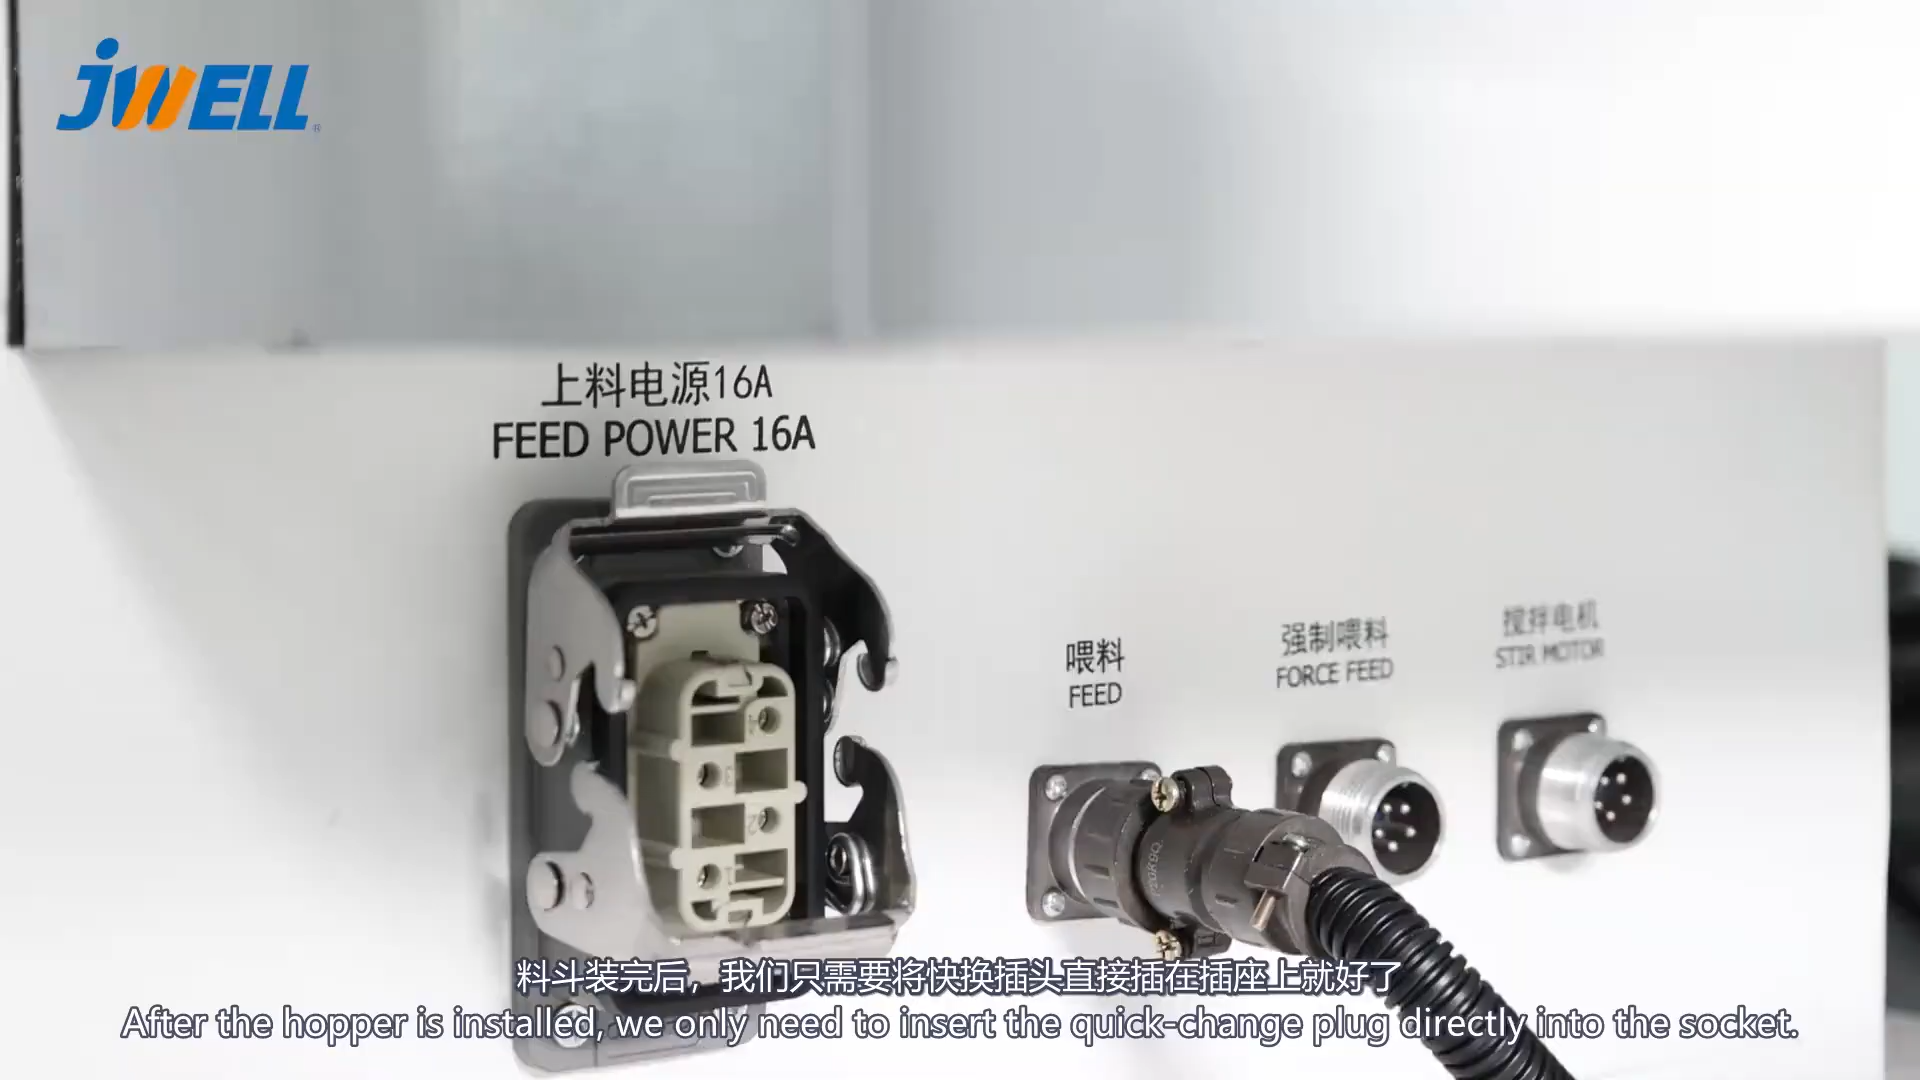 JWELL®
上料电源16A
FEED POWER 16A
喂料
FEED
强制喂料
FORCE FEED
搅拌电机
STIR MOTOR
料斗装完后，我们只需要将快换插头直接插在插座上就好了
After the hopper is installed, we only need to insert the quick-change plug directly into the socket.